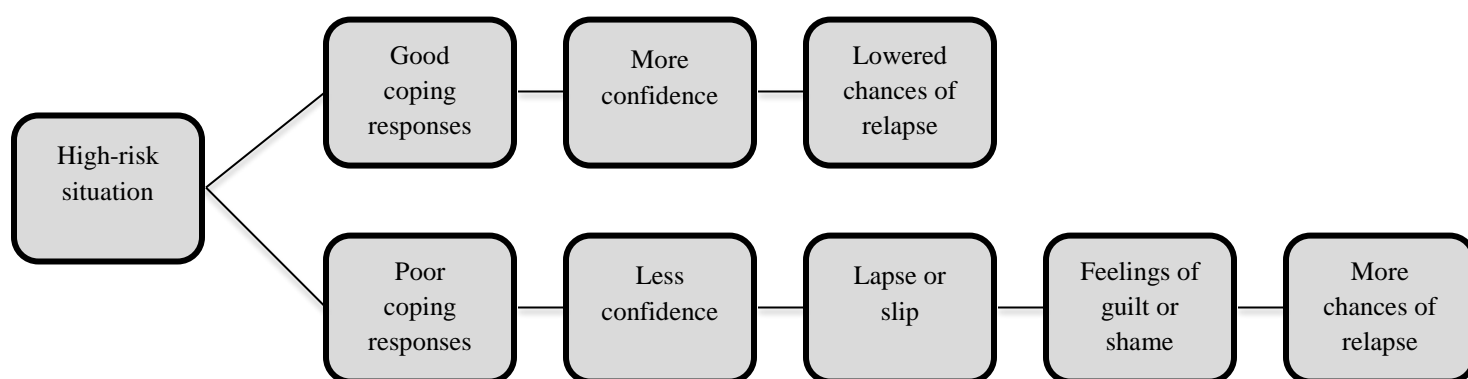 High-risk
situation
Good
coping
responses
More
confidence
Lowered
chances of
relapse
Poor
coping
responses
Less
confidence
Lapse or
slip
Feelings of
guilt or
shame
More
chances of
relapse